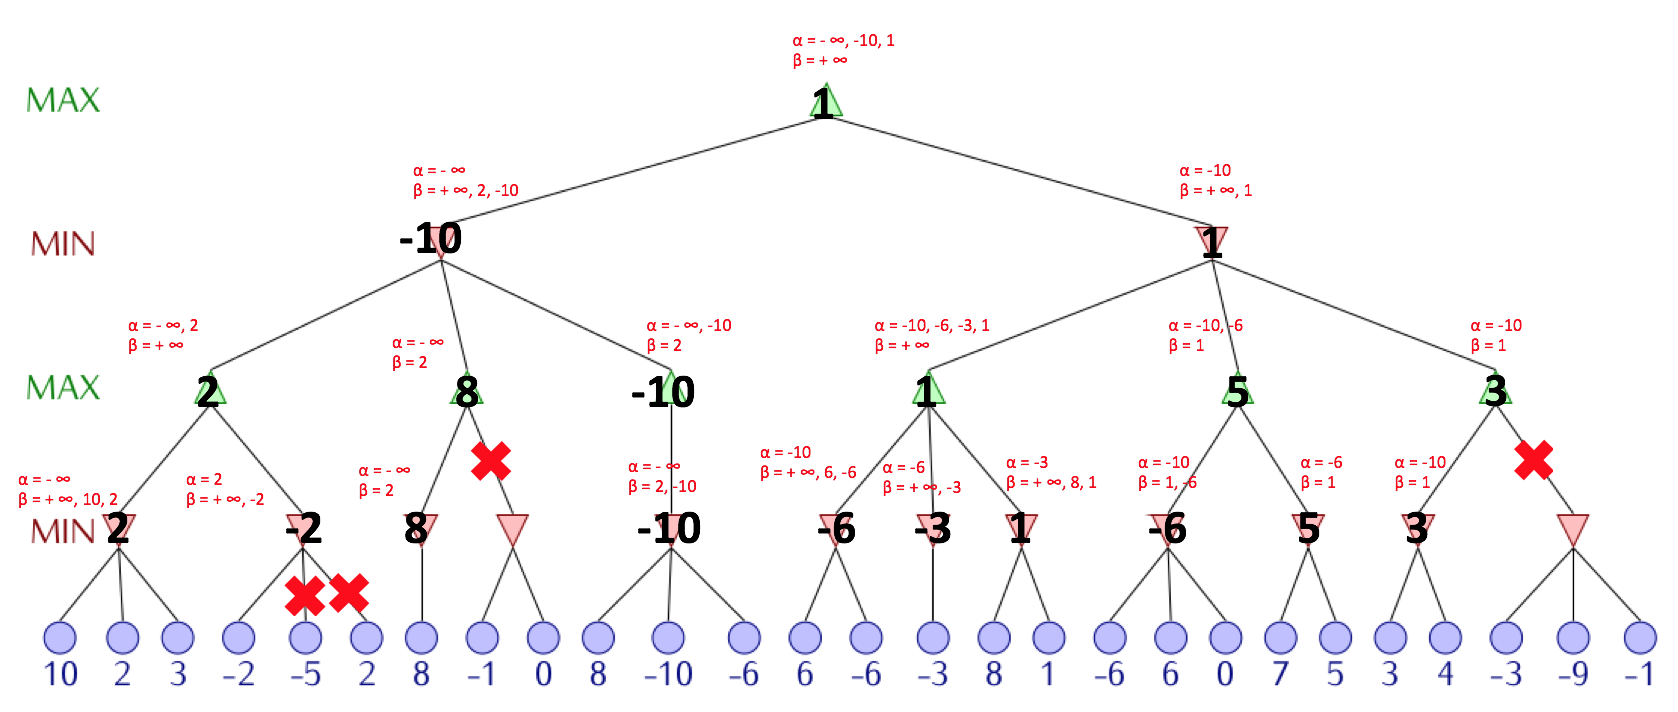 α = - ∞, -10, 1
β = + ∞
MAX
1
α = - ∞
β = + ∞, 2, -10
α = -10
β = + ∞, 1
MIN
-10
1
α = - ∞, 2
β = + ∞
α = - ∞
β = 2
α = - ∞, -10
β = 2
α = -10, -6, -3, 1
β = + ∞
α = -10, -6
β = 1
α = -10
β = 1
MAX
2
8
-10
1
5
3
α = - ∞
β = + ∞, 10, 2
α = 2
β = + ∞, -2
α = - ∞
β = 2
α = - ∞
β = 2, -10
α = -10
β = + ∞, 6, -6
α = -6
β = + ∞, -3
α = -3
β = + ∞, 8, 1
α = -10
β = 1, -6
α = -6
β = 1
α = -10
β = 1
MIN
2
-2
8
-10
-6
-3
1
-6
5
3
10 2 3 -2 -5 2 8 -1 0 8 -10 -6 6 -6 -3 8 1 -6 6 0 7 5 3 4 -3 -9 -1